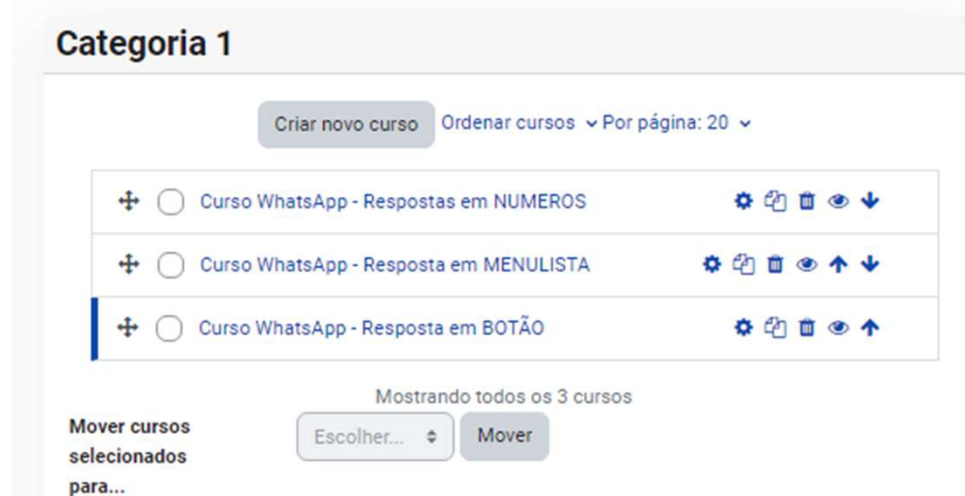 Categoria 1
Criar novo curso Ordenar cursos Por página: 20
Curso WhatsApp - Respostas em NUMEROS
Curso WhatsApp - Resposta em MENULISTA
Curso WhatsApp - Resposta em BOTÃO
Mostrando todos os 3 cursos
Mover cursos
selecionados
para...
Escolher... Mover